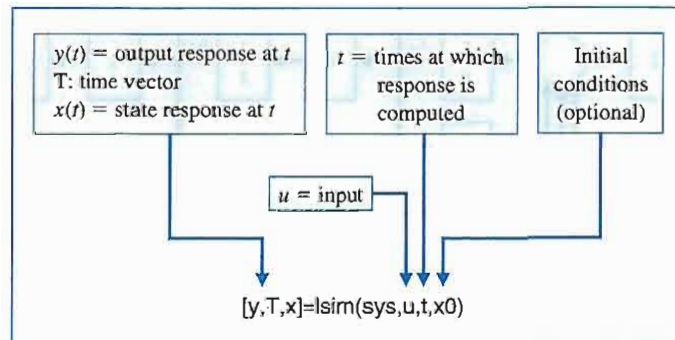 y(t) = output response at t
T: time vector
x(t) = state response at t
t = times at which
response is
computed
Initial
conditions
(optional)
u = input
[y,T,x]=lsim(sys,u,t,x0)